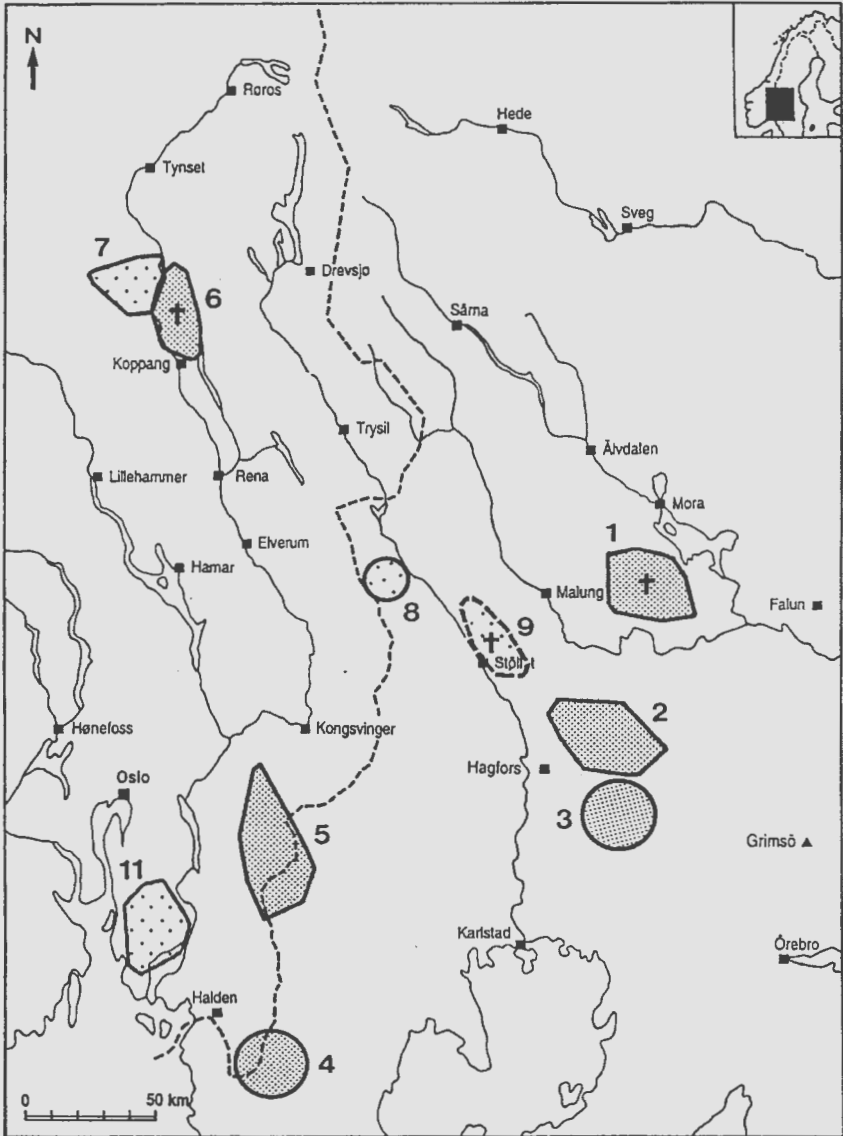 N
Røros
Hede
Tynset
Sveg
7
Drevsjø
6
Särna
Koppang
Trysil
Älvdalen
Lillehammer
Rena
Mora
Elverum
1
Hamar
8
Malung
9
Falun
Hønefoss
Kongsvinger
2
Hagfors
Oslo
5
3
Grimsö
11
Karlstad
Örebro
Halden
4
0
50 km